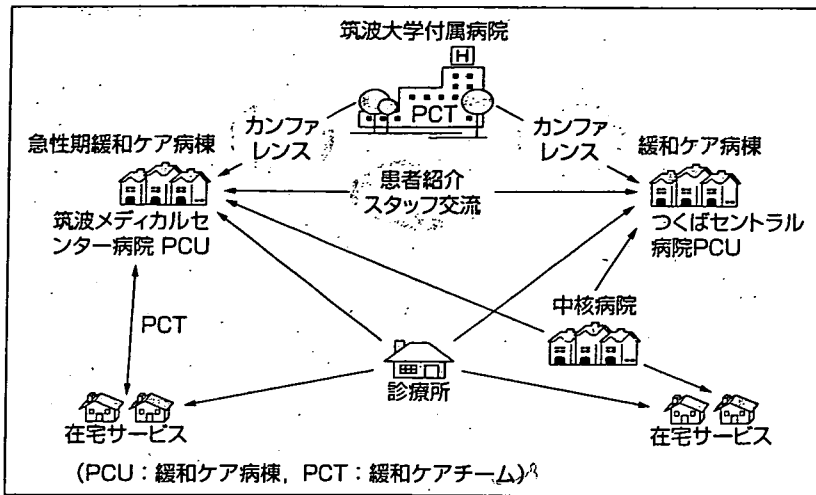 筑波大学付属病院
H
PCT
カンファ
レンス
カンファ
レンス
急性期緩和ケア病棟
緩和ケア病棟
患者紹介
スタッフ交流
筑波メディカルセ
ンター病院 PCU
つくばセントラル
病院PCU
中核病院
PCT
診療所
在宅サービス
在宅サービス
(PCU：緩和ケア病棟，PCT：緩和ケアチーム)